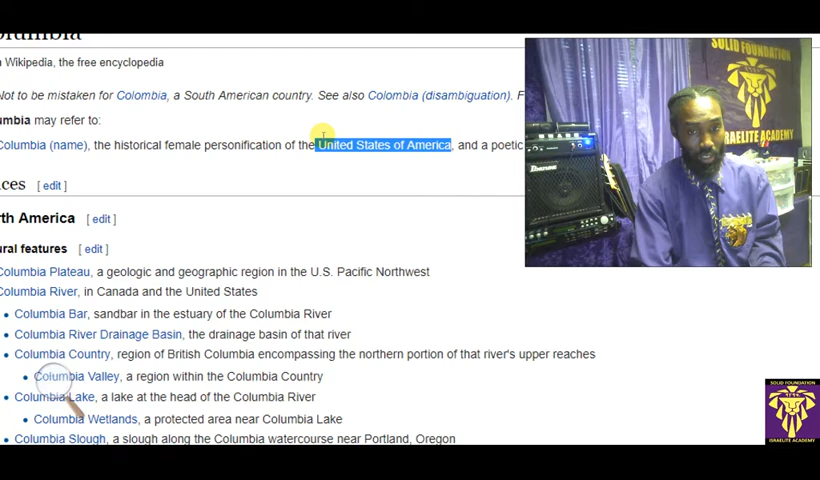 Wikipedia, the free encyclopedia
Not to be mistaken for Colombia, a South American country. See also Colombia (disambiguation). F
umbia may refer to:
Columbia (name), the historical female personification of the United States of America, and a poetic
ces [ edit ]
rth America [ edit ]
ural features [ edit ]
Columbia Plateau, a geologic and geographic region in the U.S. Pacific Northwest
Columbia River, in Canada and the United States
Columbia Bar, sandbar in the estuary of the Columbia River
Columbia River Drainage Basin, the drainage basin of that river
Columbia Country, region of British Columbia encompassing the northern portion of that river's upper reaches
Columbia Valley, a region within the Columbia Country
Columbia Lake, a lake at the head of the Columbia River
Columbia Wetlands, a protected area near Columbia Lake
Columbia Slough, a slough along the Columbia watercourse near Portland, Oregon
SOLID FOUNDATION
ISRAELITE ACADEMY
Ibanez
SOLID FOUNDATION
ISRAELITE ACADEMY